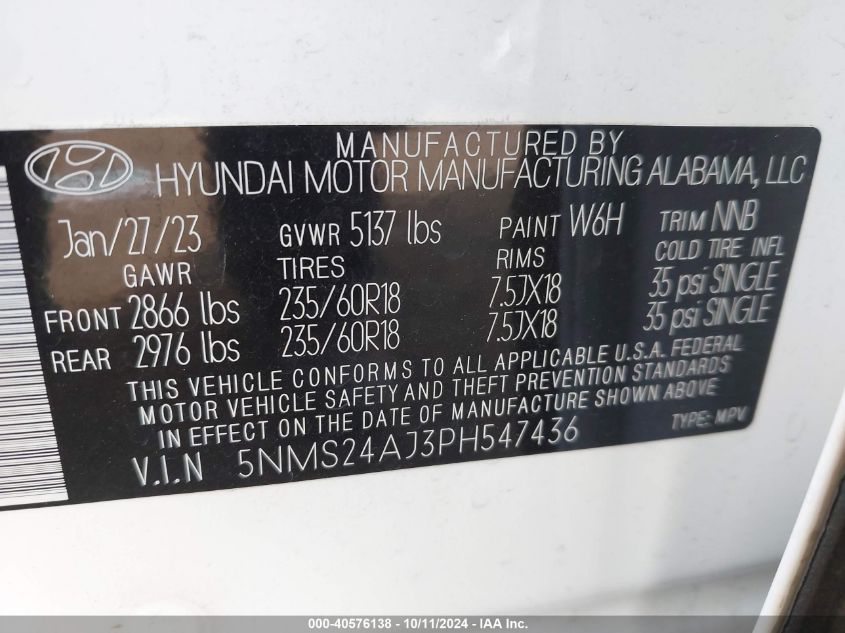 MANUFACTURED BY
HYUNDAI MOTOR MANUFACTURING ALABAMA, LLC
Jan/27/23 GVWR 5137 lbs PAINT W6H TRIM NNB
GAWR TIRES RIMS COLD TIRE INFL
FRONT 2866 lbs 235/60R18 7.5JX18 35 psi SINGLE
REAR 2976 lbs 235/60R18 7.5JX18 35 psi SINGLE
THIS VEHICLE CONFORMS TO ALL APPLICABLE U.S.A. FEDERAL
MOTOR VEHICLE SAFETY AND THEFT PREVENTION STANDARDS
IN EFFECT ON THE DATE OF MANUFACTURE SHOWN ABOVE
V.I.N 5NMS24AJ3PH547436 TYPE: MPV
000-40576138 - 10/11/2024 - IAA Inc.